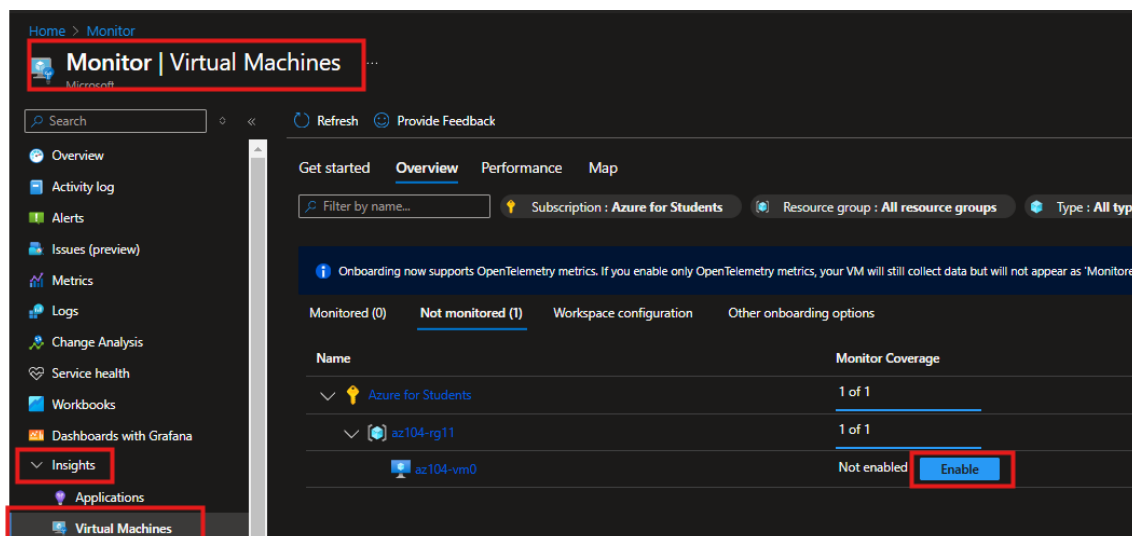 Home > Monitor
Monitor | Virtual Machines ...
Microsoft
Search
Refresh Provide Feedback
Overview
Activity log
Alerts
Issues (preview)
Metrics
Logs
Change Analysis
Service health
Workbooks
Dashboards with Grafana
Insights
Applications
Virtual Machines
Get started Overview Performance Map
Filter by name... Subscription : Azure for Students Resource group : All resource groups Type : All typ
Onboarding now supports OpenTelemetry metrics. If you enable only OpenTelemetry metrics, your VM will still collect data but will not appear as 'Monitore
Monitored (0) Not monitored (1) Workspace configuration Other onboarding options
Name Monitor Coverage
Azure for Students 1 of 1
az104-rg11 1 of 1
az104-vm0 Not enabled Enable